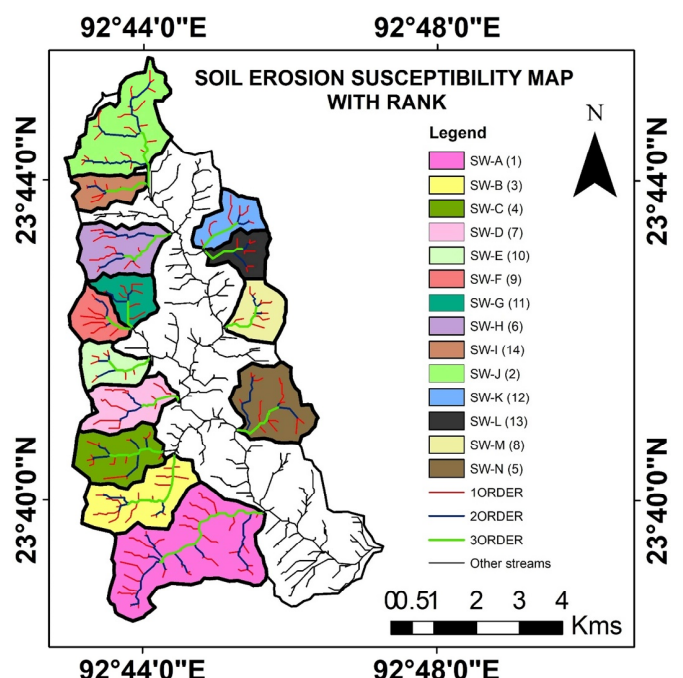 92°44'0"E 92°48'0"E
SOIL EROSION SUSCEPTIBILITY MAP
WITH RANK
N
Legend
23°44'0"N 23°44'0"N
SW-A (1)
SW-B (3)
SW-C (4)
SW-D (7)
SW-E (10)
SW-F (9)
SW-G (11)
SW-H (6)
SW-I (14)
SW-J (2)
SW-K (12)
SW-L (13)
SW-M (8)
SW-N (5)
1ORDER
2ORDER
3ORDER
Other streams
23°40'0"N 23°40'0"N
00.51 2 3 4
Kms
92°44'0"E 92°48'0"E